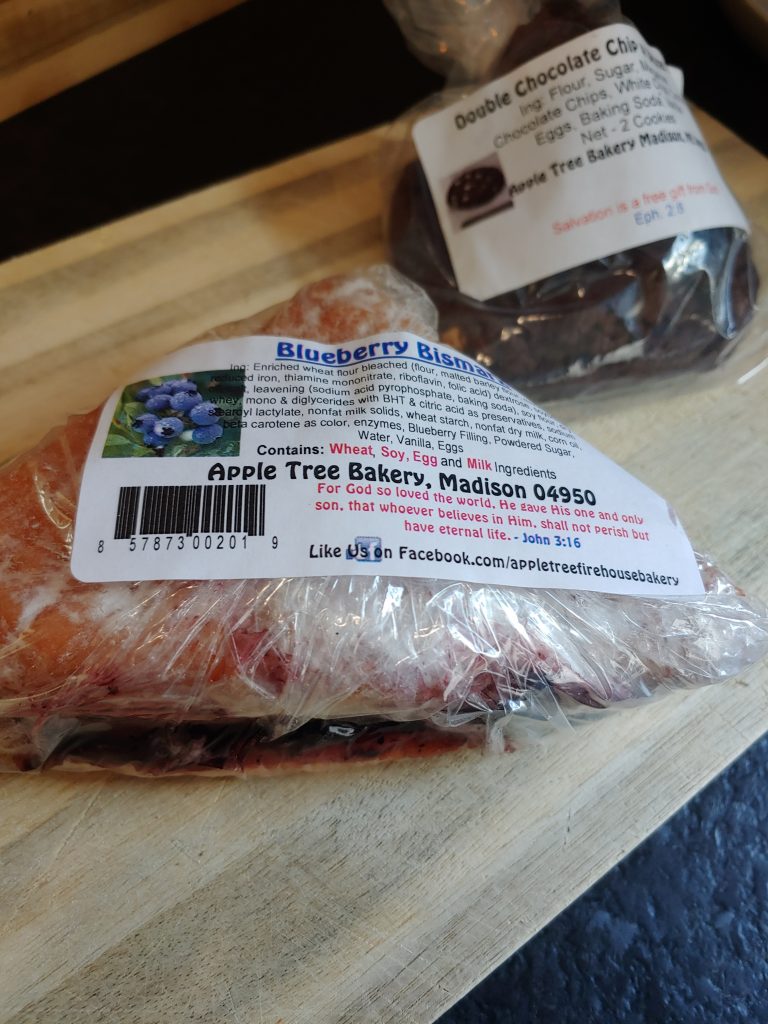 Double Chocolate Chip
Ing: Flour, Sugar,
Chocolate Chips, White
Eggs, Baking Soda,
Net - 2 Cookies
Apple Tree Bakery Madison,
Salvation is a free gift from
Eph. 2:8
Blueberry
Ing: Enriched wheat flour bleached (flour, malted barley
reduced iron, thiamine mononitrate, riboflavin, folic acid) dextrose,
leavening (sodium acid pyrophosphate, baking soda), soy flour,
whey, mono & diglycerides with BHT & citric acid as preservatives, sodium
stearoyl lactylate, nonfat milk solids, wheat starch, nonfat dry milk, corn oil,
beta carotene as color, enzymes, Blueberry Filling, Powdered Sugar,
Water, Vanilla, Eggs
Contains: Wheat, Soy, Egg and Milk Ingredients
Apple Tree Bakery, Madison 04950
For God so loved the world, He gave His one and only
son, that whoever believes in Him, shall not perish but
have eternal life. - John 3:16
8 57873 00201 9
Like Us on Facebook.com/appletreefirehousebakery